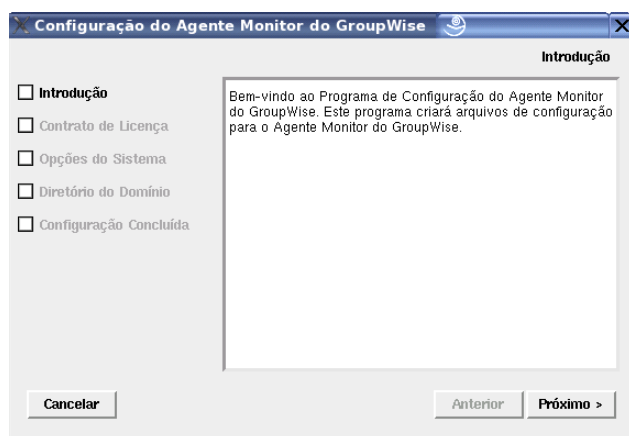 Configuração do Agente Monitor do GroupWise
Introdução
Introdução
Contrato de Licença
Opções do Sistema
Diretório do Domínio
Configuração Concluída
Bem-vindo ao Programa de Configuração do Agente Monitor
do GroupWise. Este programa criará arquivos de configuração
para o Agente Monitor do GroupWise.
Cancelar
Anterior
Próximo >